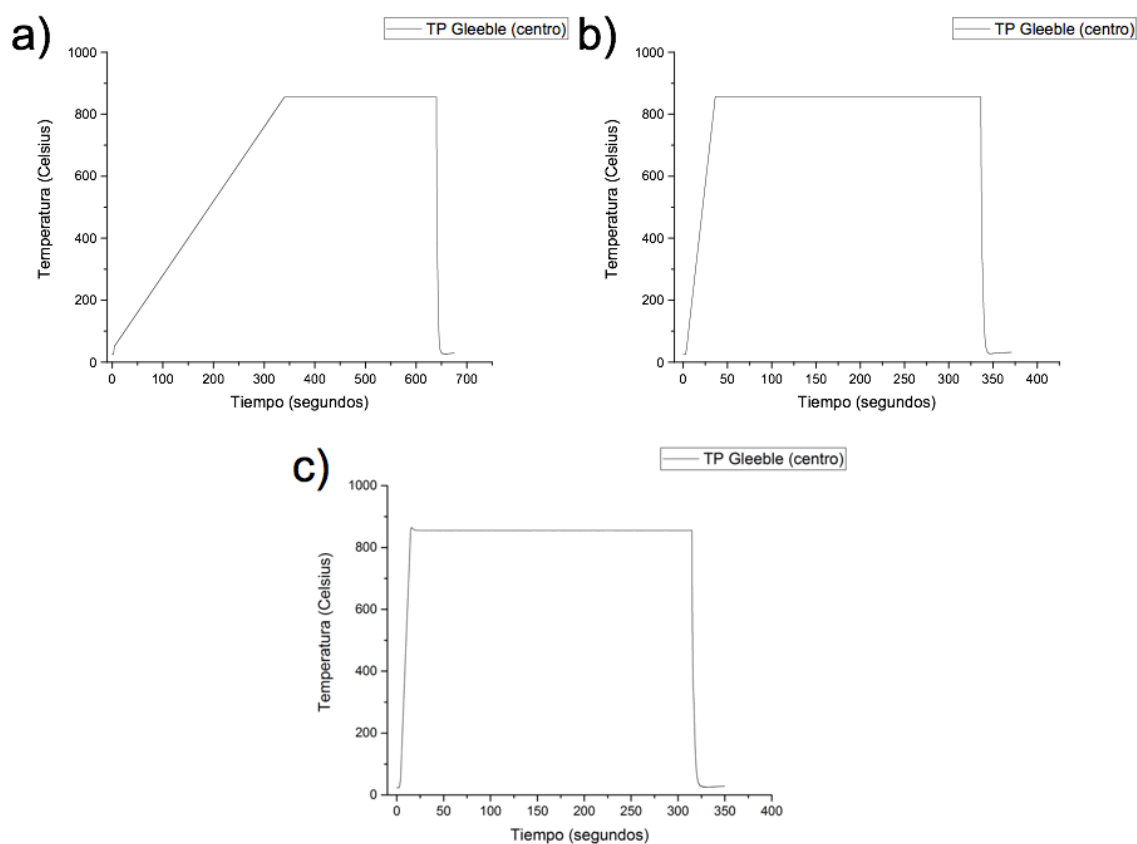 a)
TP Gleeble (centro)
1000
800
600
400
200
0
Temperatura (Celsius)
0 100 200 300 400 500 600 700
Tiempo (segundos)
b)
TP Gleeble (centro)
1000
800
600
400
200
0
Temperatura (Celsius)
0 50 100 150 200 250 300 350 400
Tiempo (segundos)
c)
TP Gleeble (centro)
1000
800
600
400
200
0
Temperatura (Celsius)
0 50 100 150 200 250 300 350 400
Tiempo (segundos)